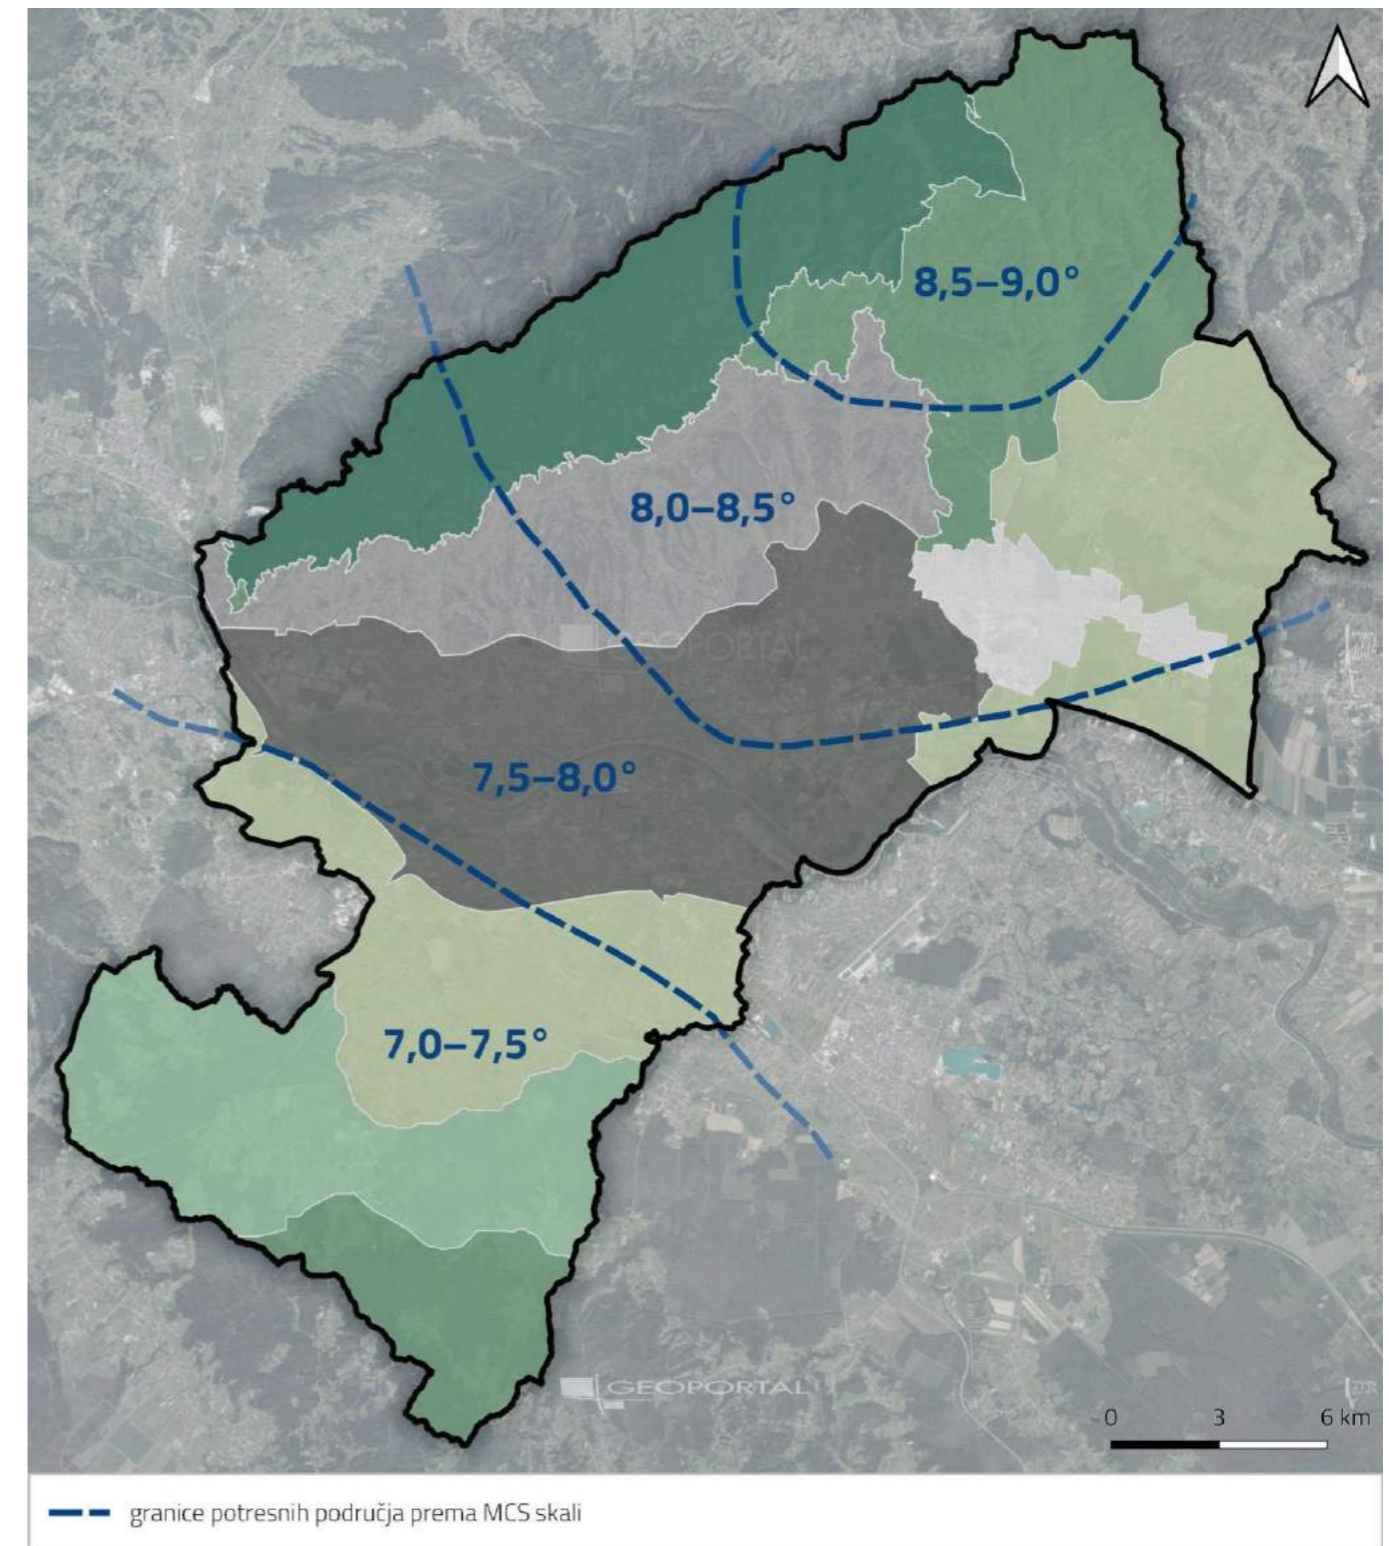 8,5–9,0°
8,0–8,5°
GEOPORTAL
7,5–8,0°
7,0–7,5°
GEOPORTAL
0 3 6 km
granice potresnih područja prema MCS skali